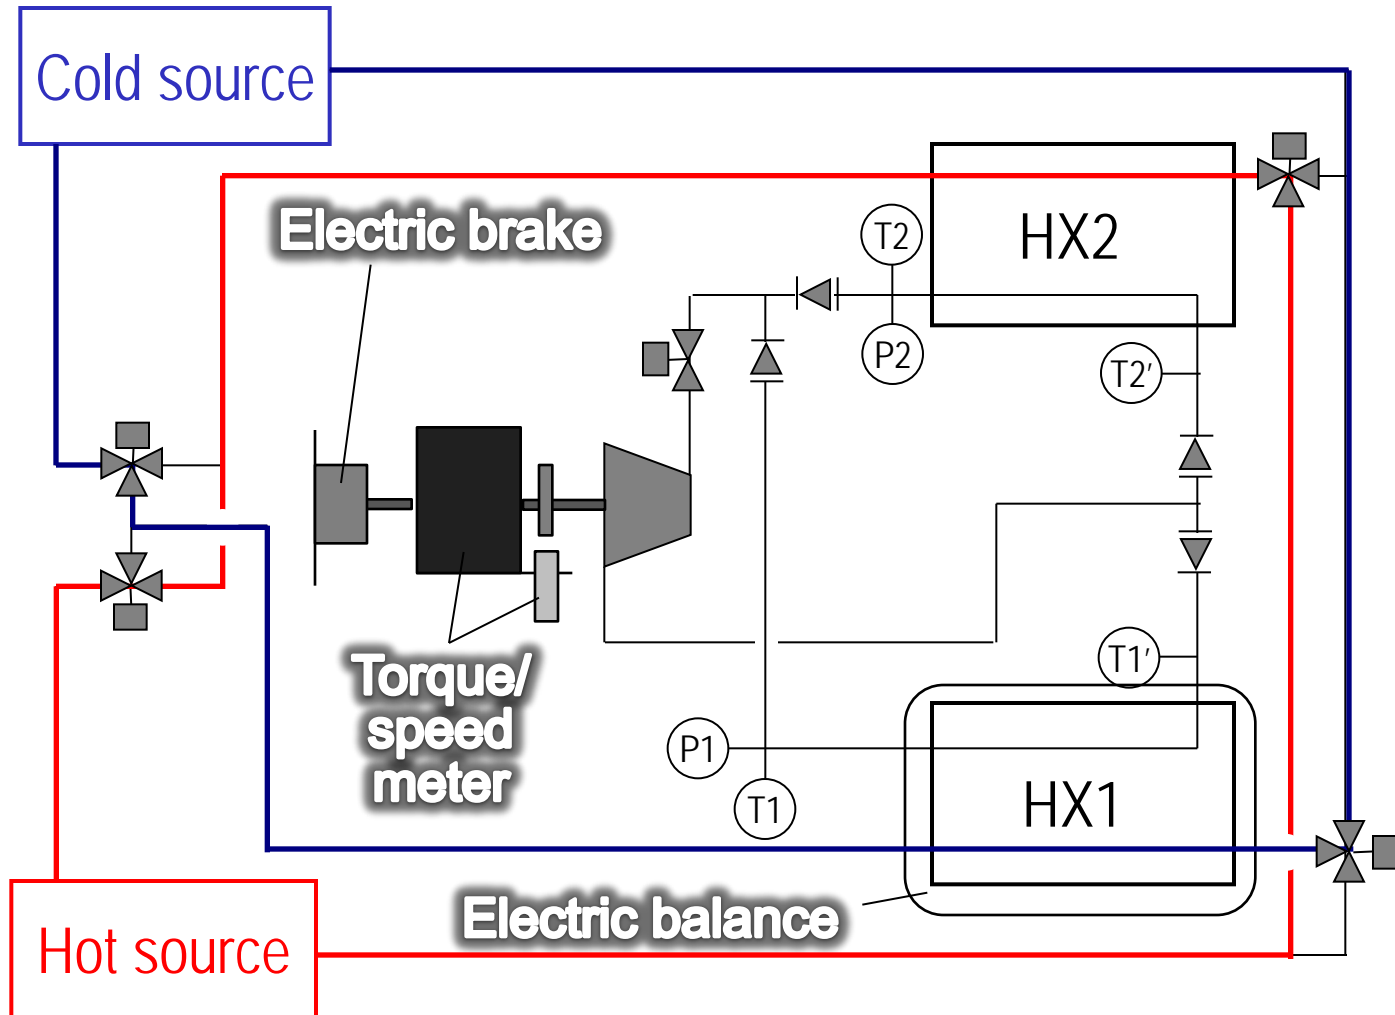 Cold source
Electric brake
T2
HX2
P2
T2'
Torque/
speed
meter
T1'
P1
T1
HX1
Electric balance
Hot source